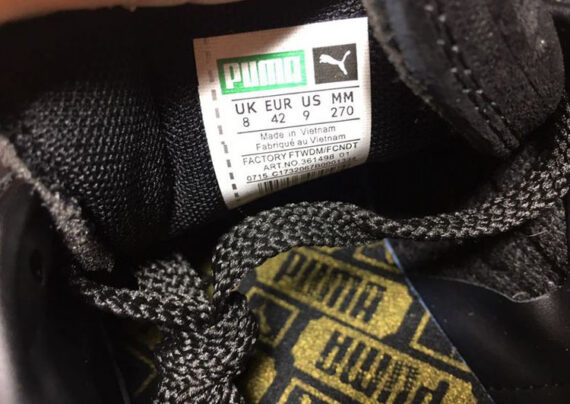 PUMA
UK EUR US MM
8 42 9 270
Made in Vietnam
Fabriqué au Vietnam
FACTORY FTWDM/FCNDT
ART.NO.361498 01
PUMA
PUMA
PUMA